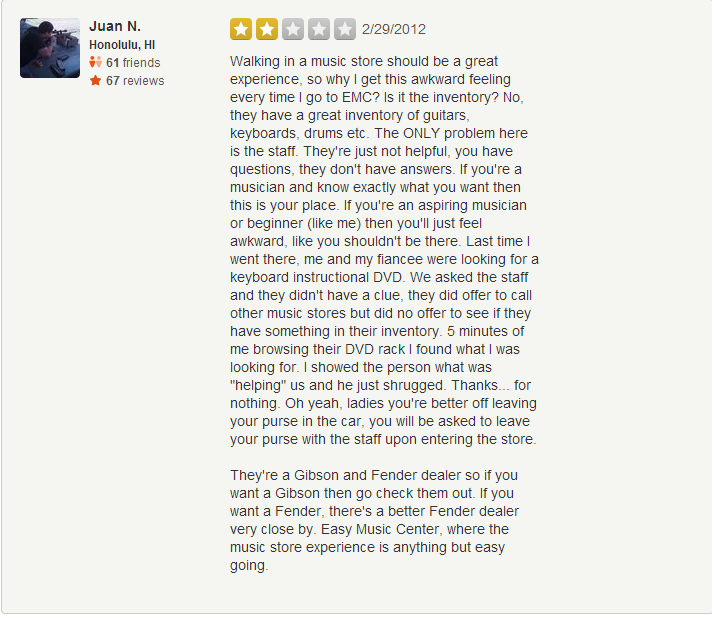 Juan N.
Honolulu, HI
61 friends
67 reviews
2/29/2012
Walking in a music store should be a great
experience, so why I get this awkward feeling
every time I go to EMC? Is it the inventory? No,
they have a great inventory of guitars,
keyboards, drums etc. The ONLY problem here
is the staff. They're just not helpful, you have
questions, they don't have answers. If you're a
musician and know exactly what you want then
this is your place. If you're an aspiring musician
or beginner (like me) then you'll just feel
awkward, like you shouldn't be there. Last time I
went there, me and my fiancee were looking for a
keyboard instructional DVD. We asked the staff
and they didn't have a clue, they did offer to call
other music stores but did no offer to see if they
have something in their inventory. 5 minutes of
me browsing their DVD rack I found what I was
looking for. I showed the person what was
"helping" us and he just shrugged. Thanks... for
nothing. Oh yeah, ladies you're better off leaving
your purse in the car, you will be asked to leave
your purse with the staff upon entering the store.
They're a Gibson and Fender dealer so if you
want a Gibson then go check them out. If you
want a Fender, there's a better Fender dealer
very close by. Easy Music Center, where the
music store experience is anything but easy
going.